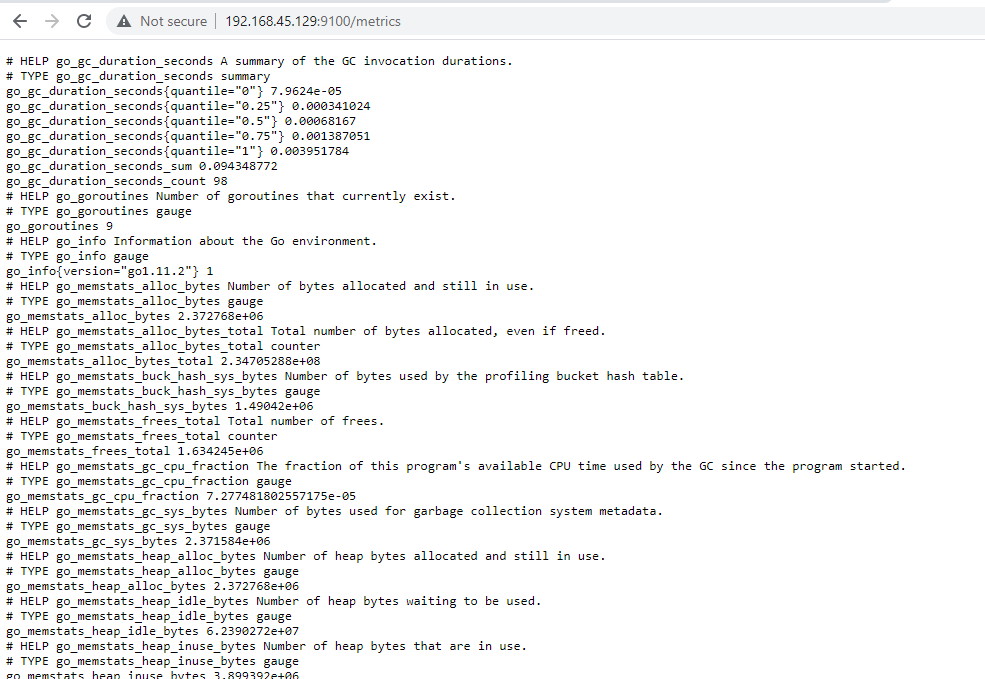 Not secure | 192.168.45.129:9100/metrics
# HELP go_gc_duration_seconds A summary of the GC invocation durations.
# TYPE go_gc_duration_seconds summary
go_gc_duration_seconds{quantile="0"} 7.9624e-05
go_gc_duration_seconds{quantile="0.25"} 0.000341024
go_gc_duration_seconds{quantile="0.5"} 0.00068167
go_gc_duration_seconds{quantile="0.75"} 0.001387051
go_gc_duration_seconds{quantile="1"} 0.003951784
go_gc_duration_seconds_sum 0.094348772
go_gc_duration_seconds_count 98
# HELP go_goroutines Number of goroutines that currently exist.
# TYPE go_goroutines gauge
go_goroutines 9
# HELP go_info Information about the Go environment.
# TYPE go_info gauge
go_info{version="go1.11.2"} 1
# HELP go_memstats_alloc_bytes Number of bytes allocated and still in use.
# TYPE go_memstats_alloc_bytes gauge
go_memstats_alloc_bytes 2.372768e+06
# HELP go_memstats_alloc_bytes_total Total number of bytes allocated, even if freed.
# TYPE go_memstats_alloc_bytes_total counter
go_memstats_alloc_bytes_total 2.34705288e+08
# HELP go_memstats_buck_hash_sys_bytes Number of bytes used by the profiling bucket hash table.
# TYPE go_memstats_buck_hash_sys_bytes gauge
go_memstats_buck_hash_sys_bytes 1.49042e+06
# HELP go_memstats_frees_total Total number of frees.
# TYPE go_memstats_frees_total counter
go_memstats_frees_total 1.634245e+06
# HELP go_memstats_gc_cpu_fraction The fraction of this program's available CPU time used by the GC since the program started.
# TYPE go_memstats_gc_cpu_fraction gauge
go_memstats_gc_cpu_fraction 7.277481802557175e-05
# HELP go_memstats_gc_sys_bytes Number of bytes used for garbage collection system metadata.
# TYPE go_memstats_gc_sys_bytes gauge
go_memstats_gc_sys_bytes 2.371584e+06
# HELP go_memstats_heap_alloc_bytes Number of heap bytes allocated and still in use.
# TYPE go_memstats_heap_alloc_bytes gauge
go_memstats_heap_alloc_bytes 2.372768e+06
# HELP go_memstats_heap_idle_bytes Number of heap bytes waiting to be used.
# TYPE go_memstats_heap_idle_bytes gauge
go_memstats_heap_idle_bytes 6.2390272e+07
# HELP go_memstats_heap_inuse_bytes Number of heap bytes that are in use.
# TYPE go_memstats_heap_inuse_bytes gauge
go_memstats_heap_inuse_bytes 3.899392e+06